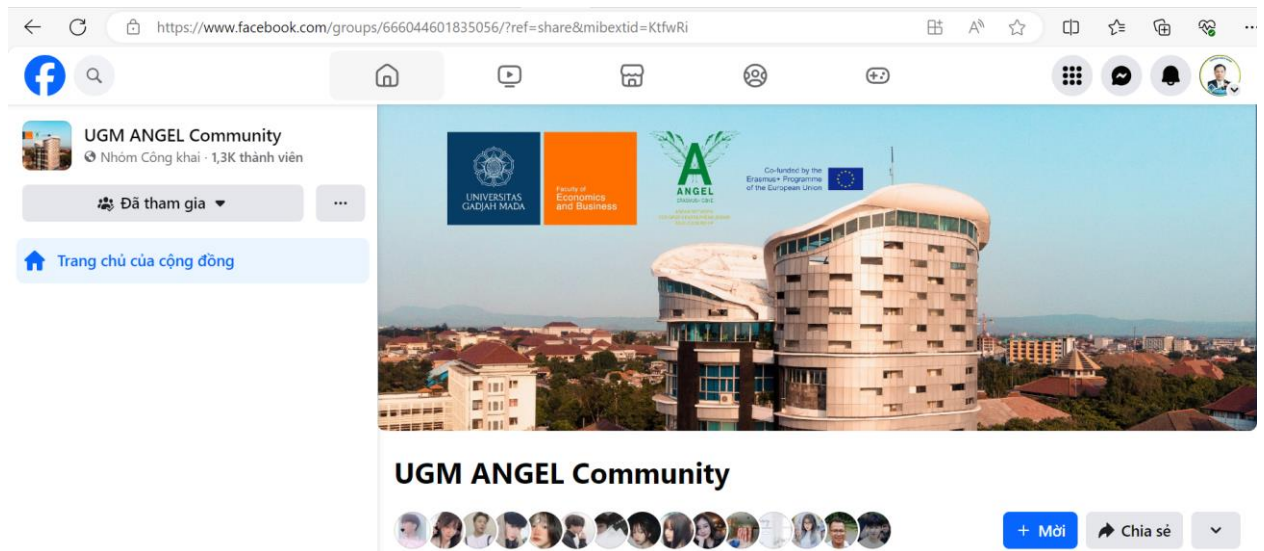 https://www.facebook.com/groups/666044601835056/?ref=share&mibextid=KtfwRi
UGM ANGEL Community
Nhóm Công khai · 1,3K thành viên
Đã tham gia
Trang chủ của cộng đồng
UNIVERSITAS
GADJAH MADA
Faculty of
Economics
and Business
ANGEL
Co-funded by the
Erasmus+ Programme
of the European Union
UGM ANGEL Community
+ Mời
Chia sẻ